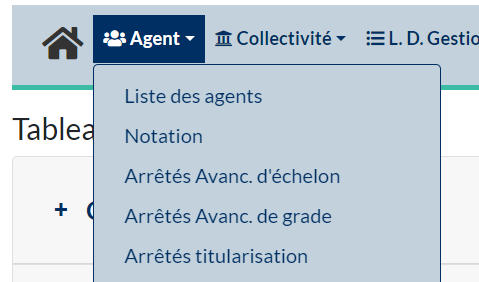 Agent Collectivité L. D. Gestio
Liste des agents
Tablea
Notation
Arrêtés Avanc. d'échelon
+
Arrêtés Avanc. de grade
Arrêtés titularisation